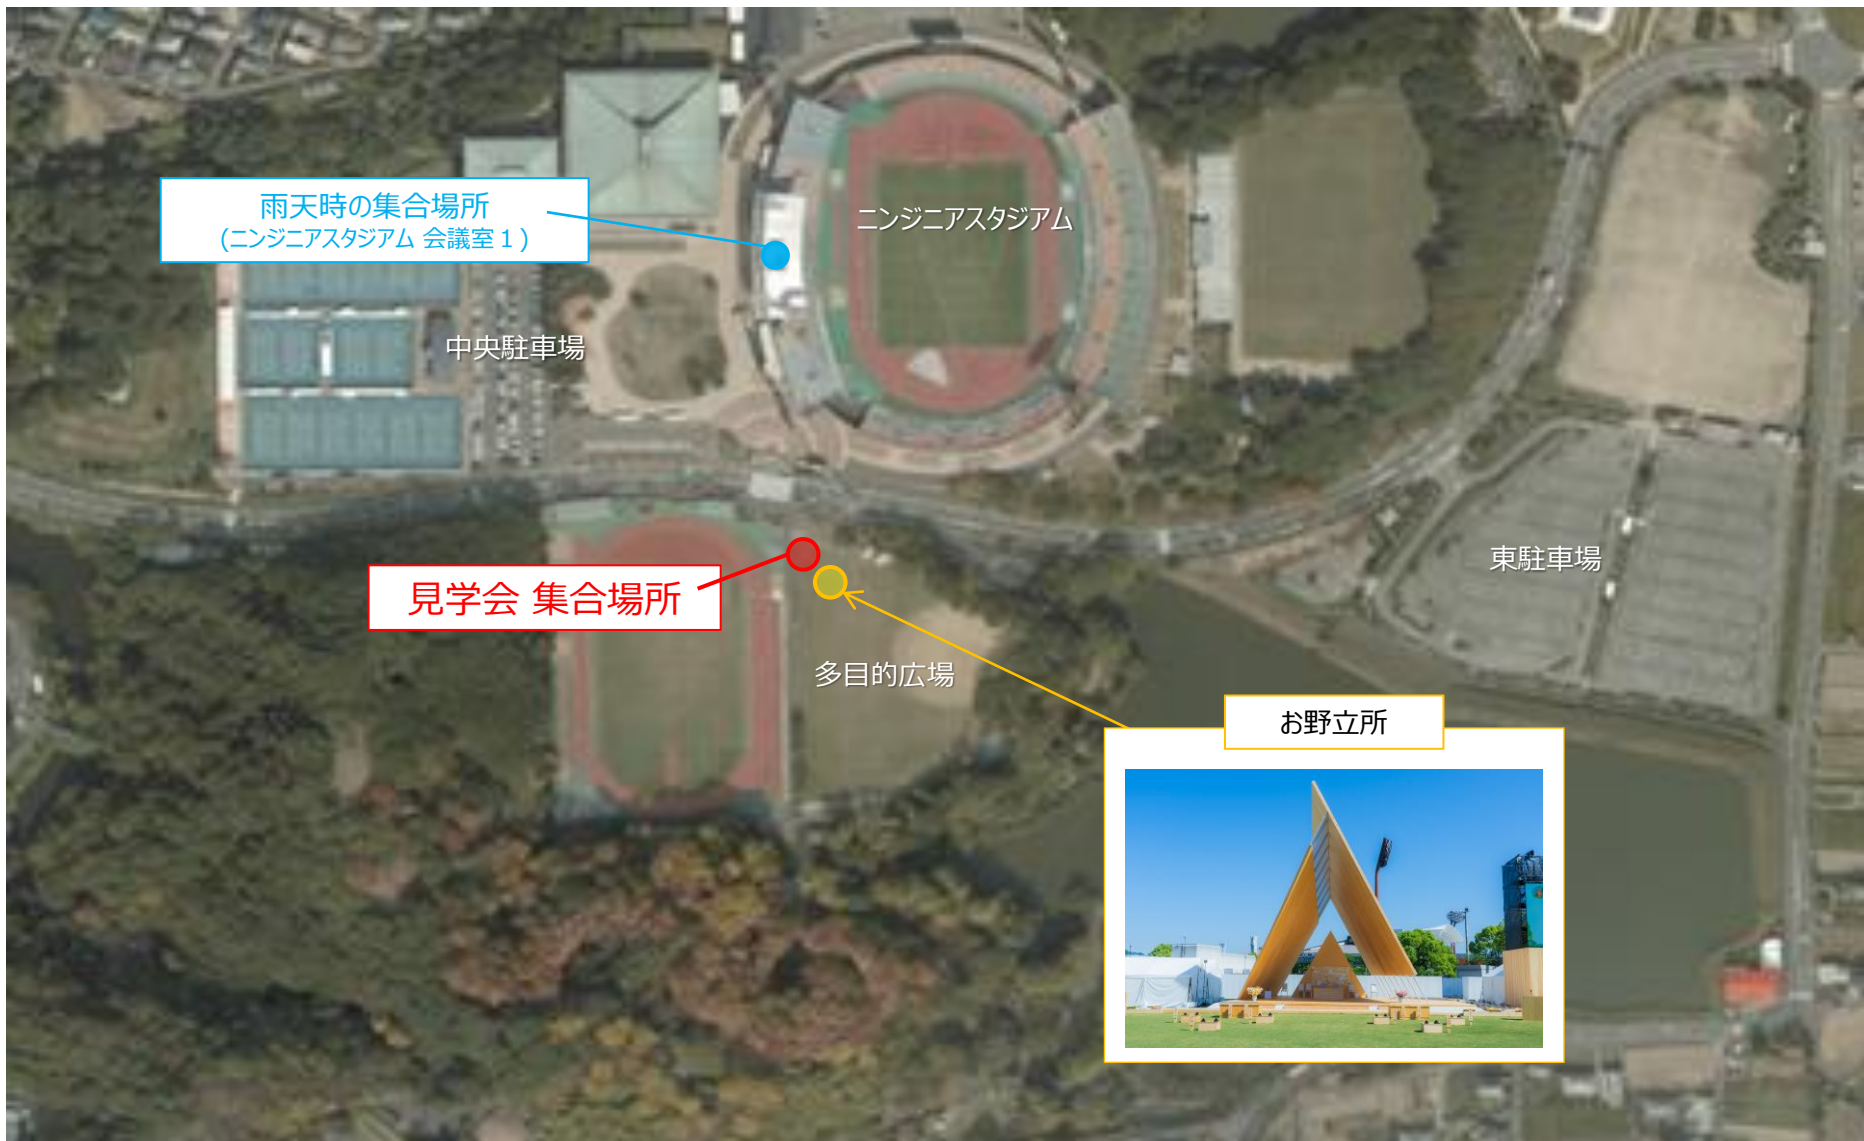 雨天時の集合場所
(ニンジニアスタジアム 会議室１)
ニンジニアスタジアム
中央駐車場
見学会 集合場所
東駐車場
多目的広場
お野立所